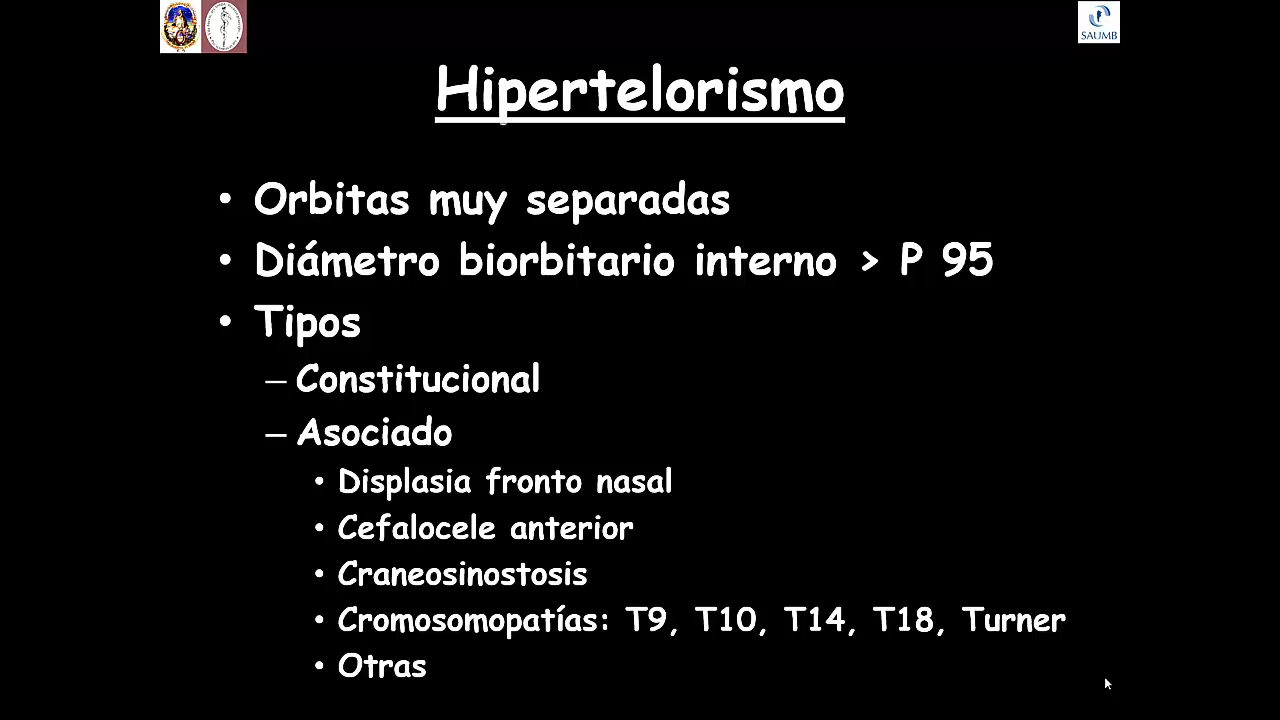 SAUMB
Hipertelorismo
• Orbitas muy separadas
• Diámetro biorbitario interno > P 95
• Tipos
– Constitucional
– Asociado
• Displasia fronto nasal
• Cefalocele anterior
• Craneosinostosis
• Cromosomopatías: T9, T10, T14, T18, Turner
• Otras